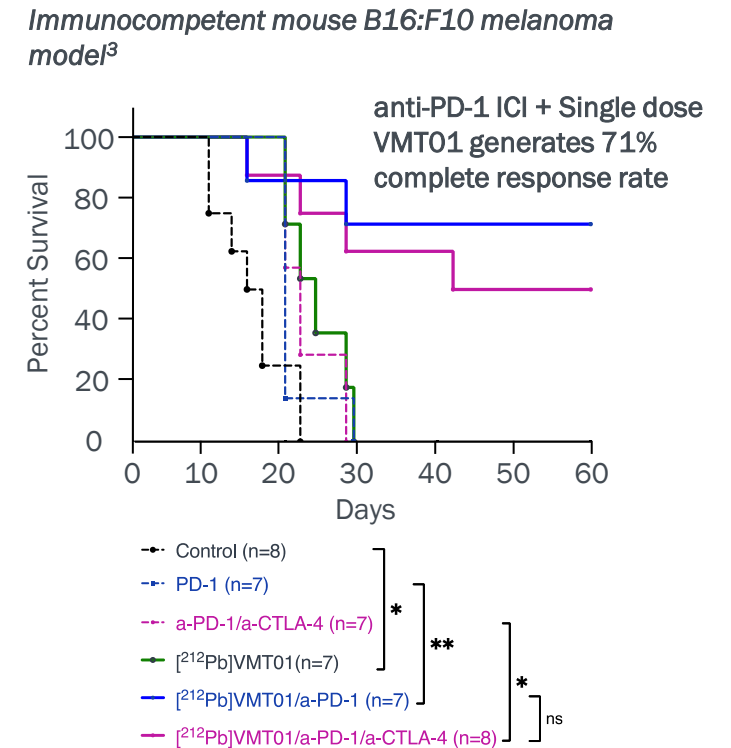 Immunocompetent mouse B16:F10 melanoma
model³
anti-PD-1 ICI + Single dose
VMT01 generates 71%
complete response rate
Percent Survival
100
80
60
40
20
0
0 10 20 30 40 50 60
Days
Control (n=8)
PD-1 (n=7)
a-PD-1/a-CTLA-4 (n=7)
[²¹²Pb]VMT01(n=7)
[²¹²Pb]VMT01/a-PD-1 (n=7)
[²¹²Pb]VMT01/a-PD-1/a-CTLA-4 (n=8)
*
**
*
ns